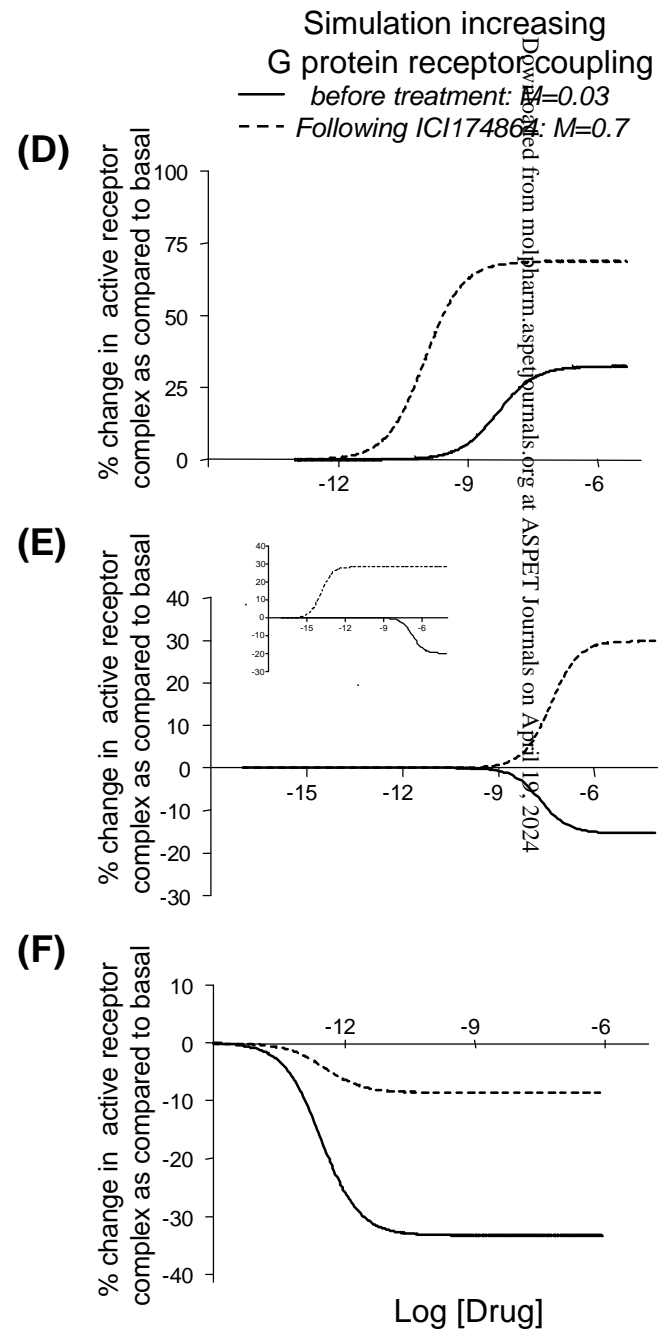 Simulation increasing
G protein receptor coupling
before treatment: M=0.03
Following ICI174864: M=0.7
Downloaded from molpharm.aspetjournals.org at ASPET Journals on April 19, 2024
(D)
% change in active receptor
complex as compared to basal
100
75
50
25
0
-12 -9 -6
(E)
% change in active receptor
complex as compared to basal
40
30
20
10
0
-10
-20
-30
-15 -12 -9 -6
40
30
20
10
0
-10
-20
-30
-15 -12 -9 -6
(F)
% change in active receptor
complex as compared to basal
10
0
-10
-20
-30
-40
-12 -9 -6
Log [Drug]